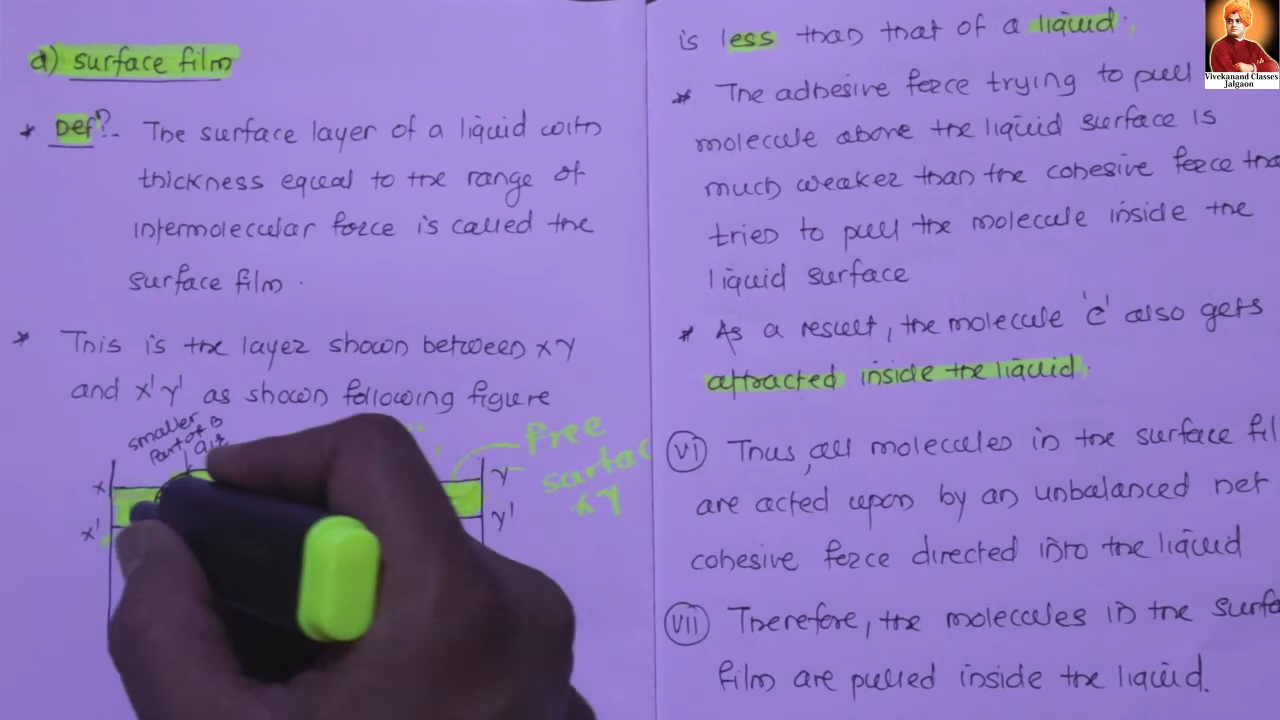 d) surface film
* Defn:- The surface layer of a liquid with
thickness equal to the range of
intermolecular force is called the
surface film.
* This is the layer shown between XY
and X'Y' as shown following figure
smaller
part of B
air
X
X'
Y
Y'
free
surfac
XY
is less than that of a liquid.
* The adhesive force trying to pull
molecule above the liquid surface is
much weaker than the cohesive force tha
tries to pull the molecule inside the
liquid surface
* As a result, the molecule 'c' also gets
attracted inside the liquid.
VI Thus, all molecules in the surface fil
are acted upon by an unbalanced net
cohesive force directed into the liquid
VII Therefore, the molecules in the surfa
film are pulled inside the liquid.
Vivekanand Classes
Jalgaon